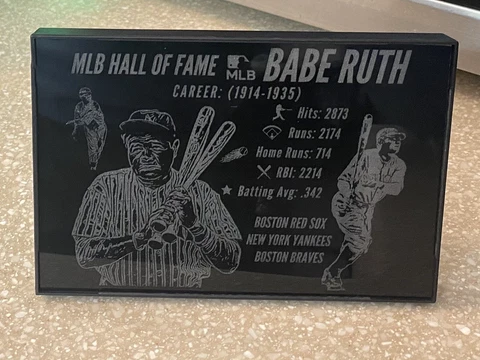 MLB HALL OF FAME MLB BABE RUTH
CAREER: (1914-1935)
Hits: 2873
Runs: 2174
Home Runs: 714
RBI: 2214
Batting Avg: .342
BOSTON RED SOX
NEW YORK YANKEES
BOSTON BRAVES